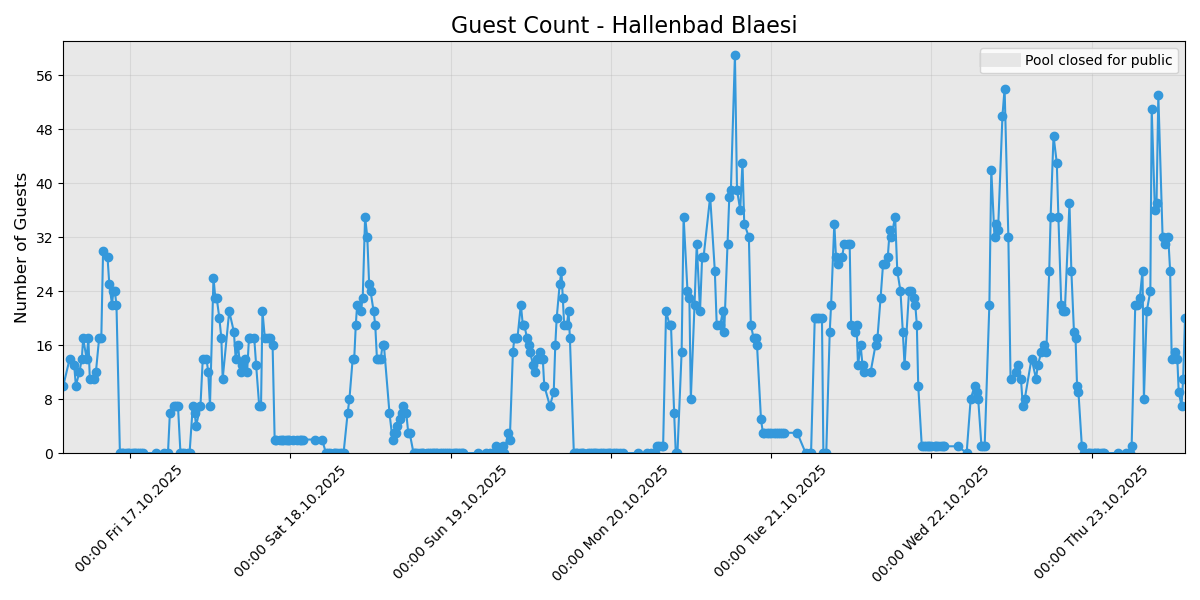 Guest Count - Hallenbad Blaesi
Pool closed for public
Number of Guests
56
48
40
32
24
16
8
0
00:00 Fri 17.10.2025
00:00 Sat 18.10.2025
00:00 Sun 19.10.2025
00:00 Mon 20.10.2025
00:00 Tue 21.10.2025
00:00 Wed 22.10.2025
00:00 Thu 23.10.2025